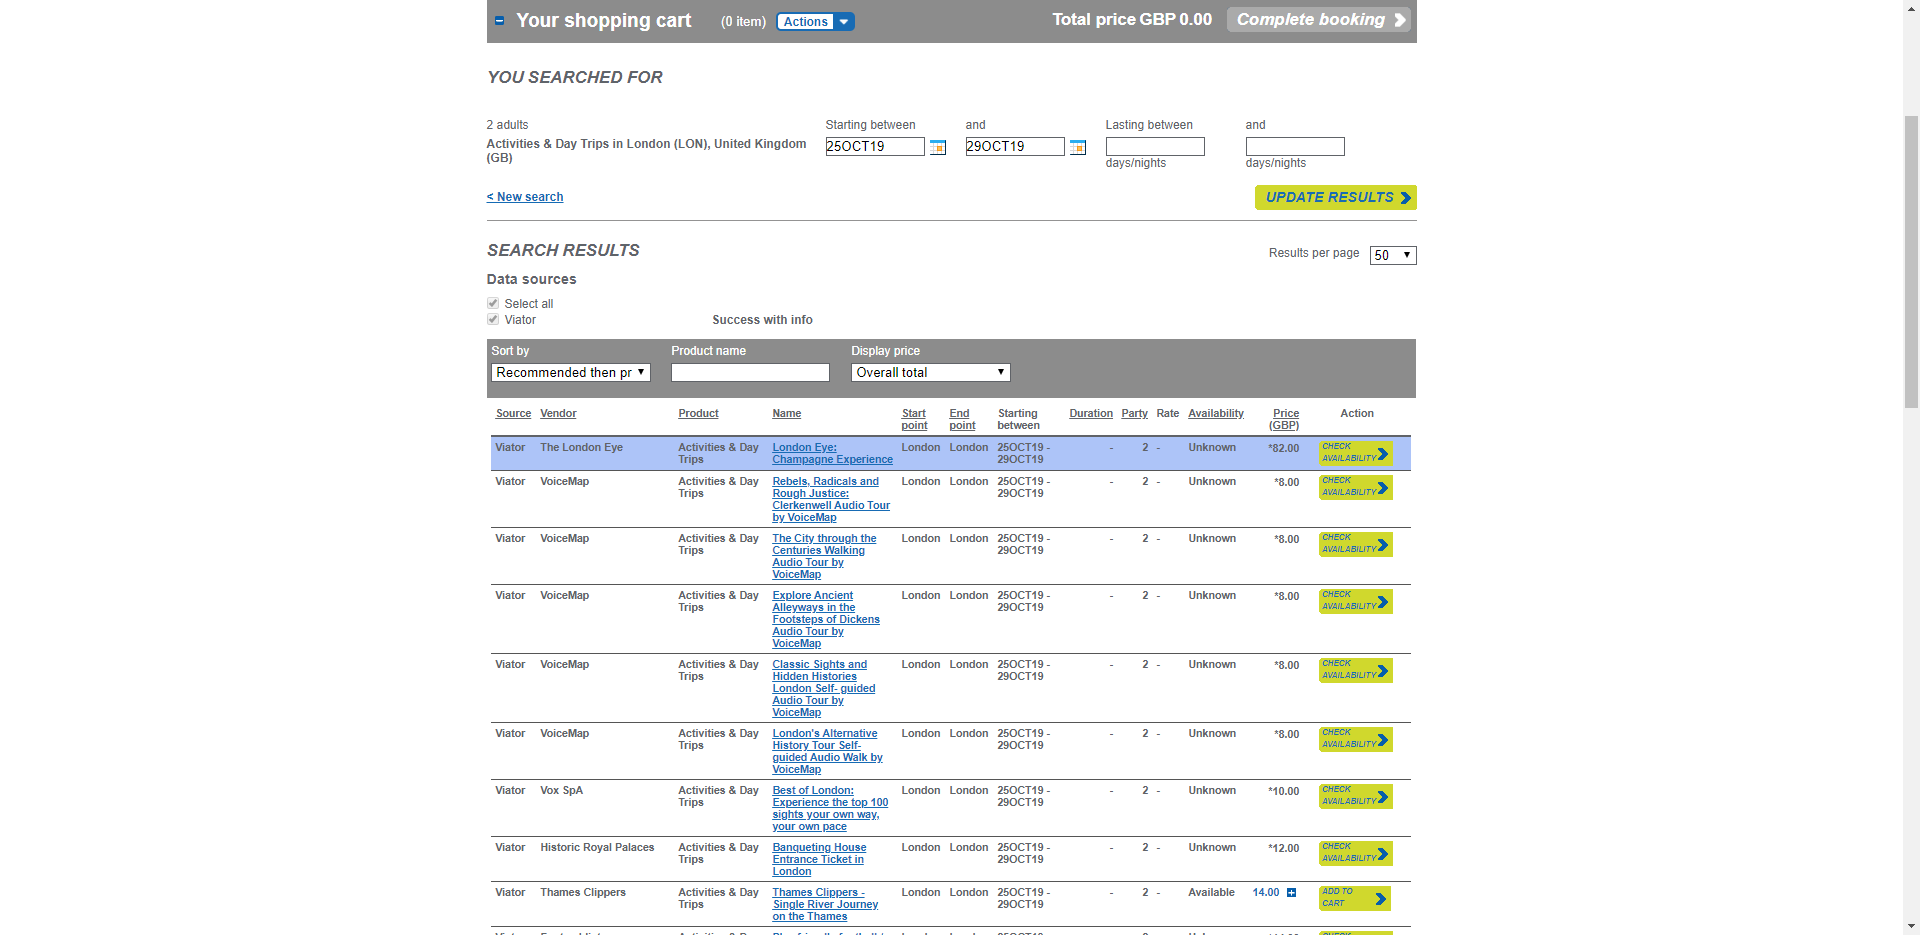 Your shopping cart (0 item) Actions Total price GBP 0.00 Complete booking
YOU SEARCHED FOR
2 adults Starting between and Lasting between and
Activities & Day Trips in London (LON), United Kingdom (GB) 25OCT19 29OCT19
days/nights days/nights
< New search UPDATE RESULTS
SEARCH RESULTS Results per page 50
Data sources
Select all
Viator Success with info
Sort by Product name Display price
Recommended then pr Overall total
Source Vendor Product Name Start point End point Starting between Duration Party Rate Availability Price (GBP) Action
Viator The London Eye Activities & Day Trips London Eye: Champagne Experience London London 25OCT19 - 29OCT19 - 2 - Unknown *82.00 CHECK AVAILABILITY
Viator VoiceMap Activities & Day Trips Rebels, Radicals and Rough Justice: Clerkenwell Audio Tour by VoiceMap London London 25OCT19 - 29OCT19 - 2 - Unknown *8.00 CHECK AVAILABILITY
Viator VoiceMap Activities & Day Trips The City through the Centuries Walking Audio Tour by VoiceMap London London 25OCT19 - 29OCT19 - 2 - Unknown *8.00 CHECK AVAILABILITY
Viator VoiceMap Activities & Day Trips Explore Ancient Alleyways in the Footsteps of Dickens Audio Tour by VoiceMap London London 25OCT19 - 29OCT19 - 2 - Unknown *8.00 CHECK AVAILABILITY
Viator VoiceMap Activities & Day Trips Classic Sights and Hidden Histories London Self- guided Audio Tour by VoiceMap London London 25OCT19 - 29OCT19 - 2 - Unknown *8.00 CHECK AVAILABILITY
Viator VoiceMap Activities & Day Trips London's Alternative History Tour Self- guided Audio Walk by VoiceMap London London 25OCT19 - 29OCT19 - 2 - Unknown *8.00 CHECK AVAILABILITY
Viator Vox SpA Activities & Day Trips Best of London: Experience the top 100 sights your own way, your own pace London London 25OCT19 - 29OCT19 - 2 - Unknown *10.00 CHECK AVAILABILITY
Viator Historic Royal Palaces Activities & Day Trips Banqueting House Entrance Ticket in London London London 25OCT19 - 29OCT19 - 2 - Unknown *12.00 CHECK AVAILABILITY
Viator Thames Clippers Activities & Day Trips Thames Clippers - Single River Journey on the Thames London London 25OCT19 - 29OCT19 - 2 - Available 14.00 ADD TO CART